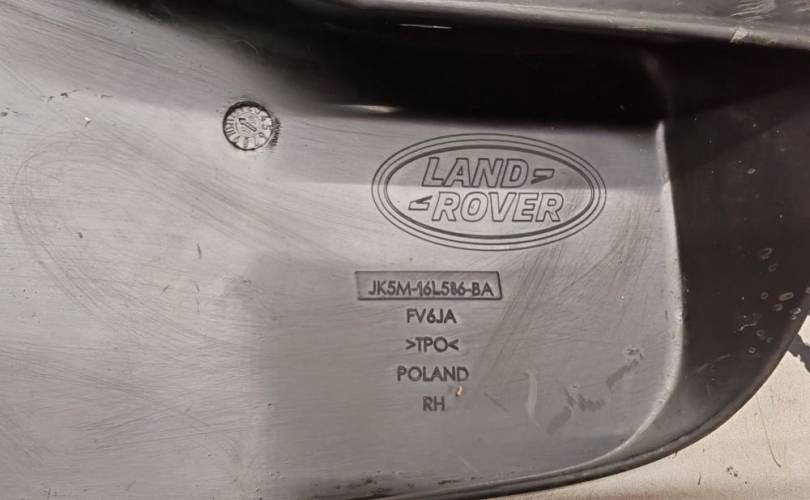 LAND-
-ROVER
JK5M-16L586-BA
FV6JA
>TPO<
POLAND
RH